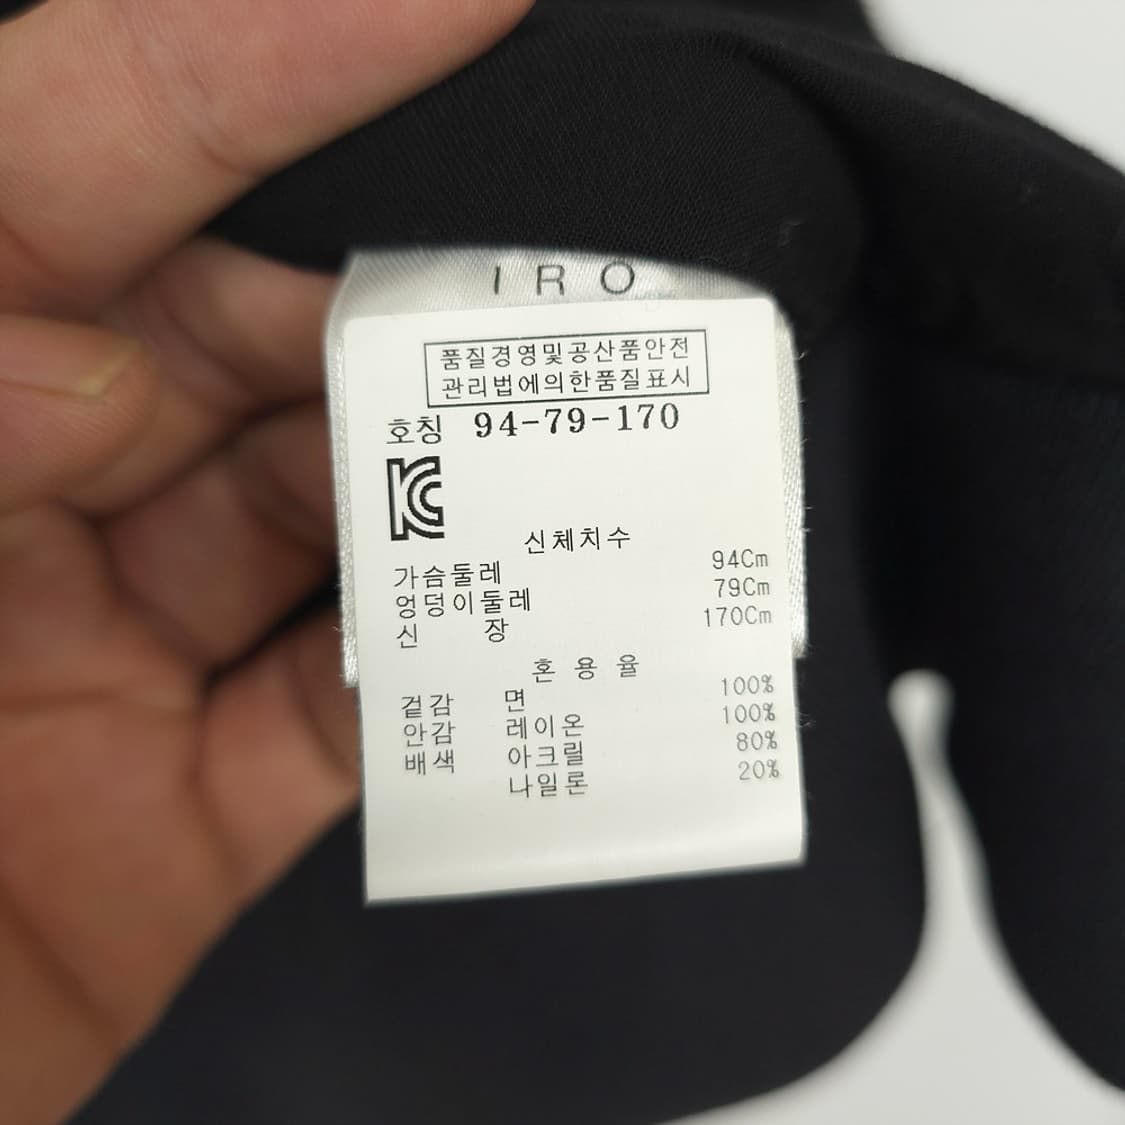 IRO
품질경영및공산품안전
관리법에의한품질표시
호칭 94-79-170
신체치수
가슴둘레 94Cm
엉덩이둘레 79Cm
신 장 170Cm
혼 용 율
겉감 면 100%
안감 레이온 100%
배색 아크릴 80%
나일론 20%